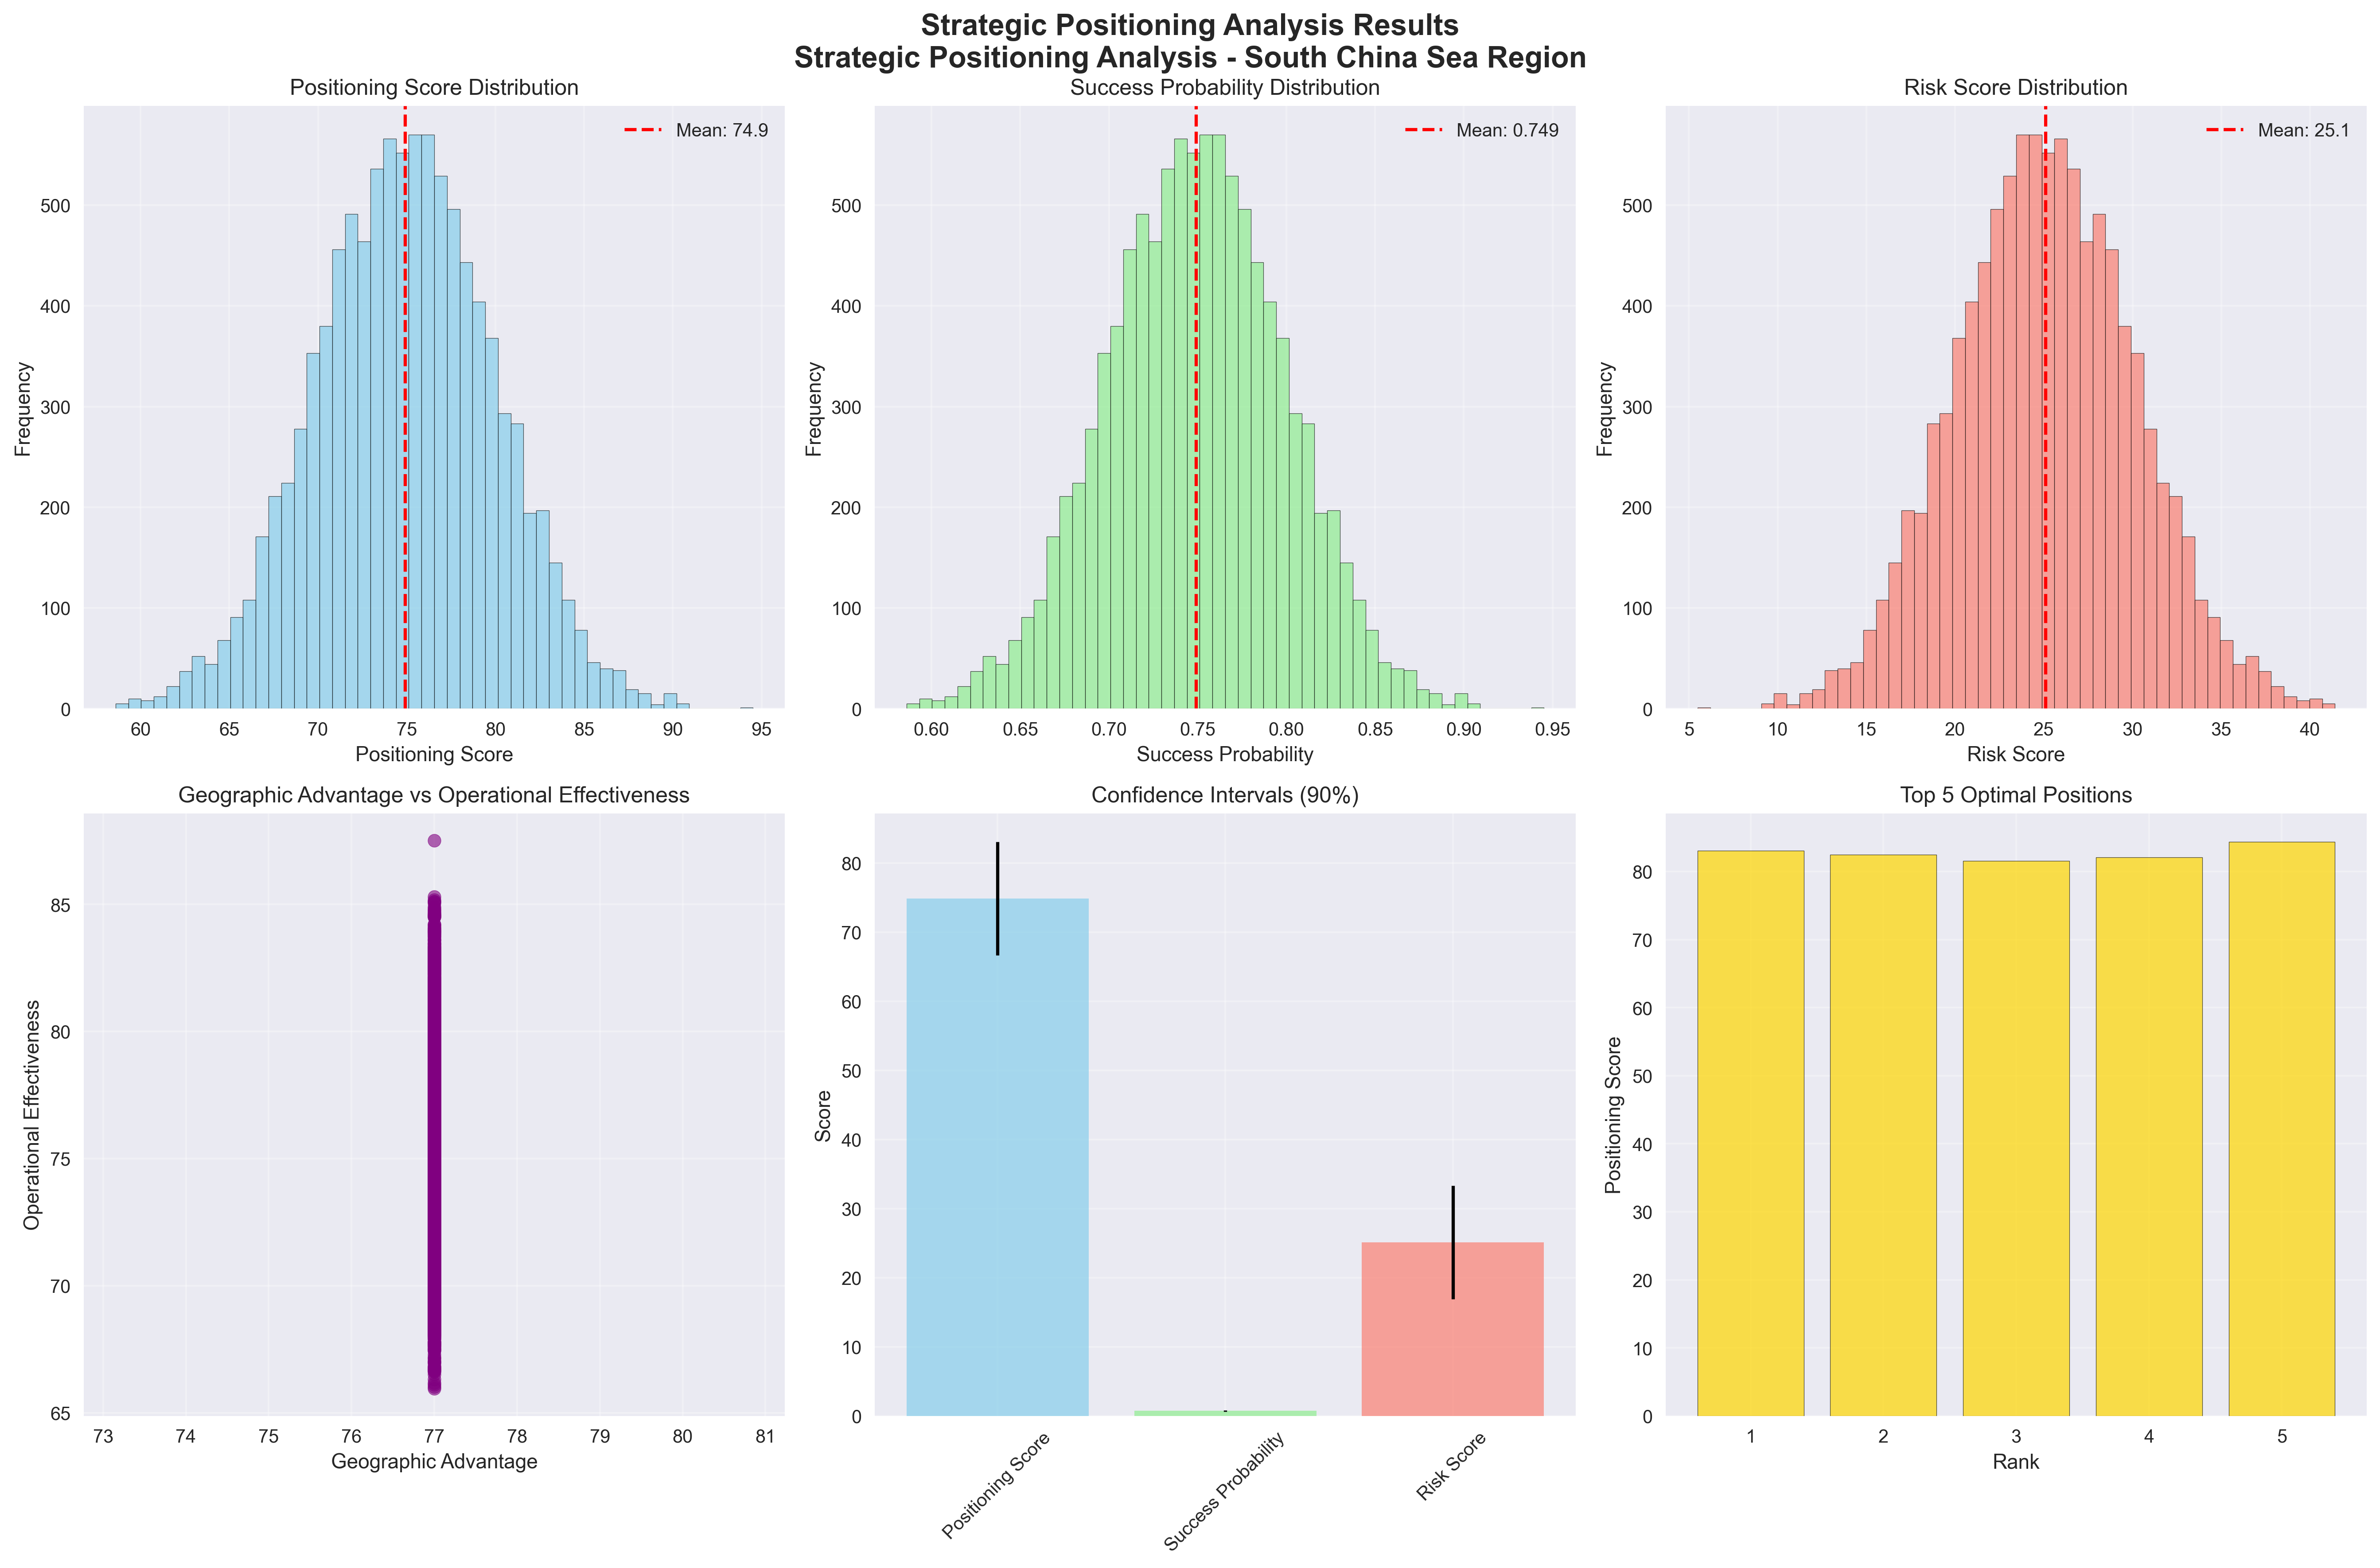 Strategic Positioning Analysis Results
Strategic Positioning Analysis - South China Sea Region
Positioning Score Distribution
Mean: 74.9
Frequency
500
400
300
200
100
0
60 65 70 75 80 85 90 95
Positioning Score
Success Probability Distribution
Mean: 0.749
Frequency
500
400
300
200
100
0
0.60 0.65 0.70 0.75 0.80 0.85 0.90 0.95
Success Probability
Risk Score Distribution
Mean: 25.1
Frequency
500
400
300
200
100
0
5 10 15 20 25 30 35 40
Risk Score
Geographic Advantage vs Operational Effectiveness
Operational Effectiveness
85
80
75
70
65
73 74 75 76 77 78 79 80 81
Geographic Advantage
Confidence Intervals (90%)
Score
80
70
60
50
40
30
20
10
0
Positioning Score
Success Probability
Risk Score
Top 5 Optimal Positions
Positioning Score
80
70
60
50
40
30
20
10
0
1 2 3 4 5
Rank